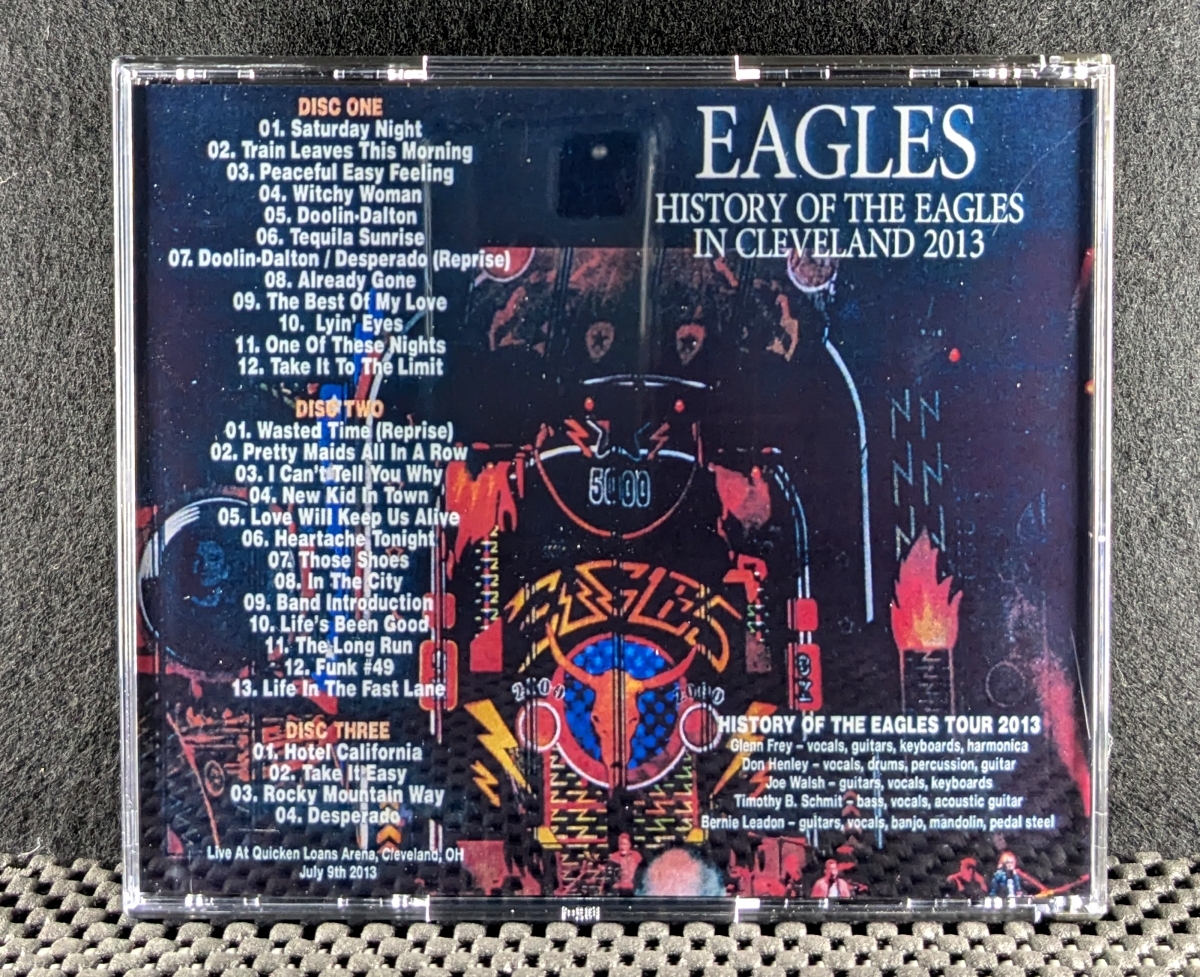 DISC ONE
01. Saturday Night
02. Train Leaves This Morning
03. Peaceful Easy Feeling
04. Witchy Woman
05. Doolin-Dalton
06. Tequila Sunrise
07. Doolin-Dalton / Desperado (Reprise)
08. Already Gone
09. The Best Of My Love
10. Lyin' Eyes
11. One Of These Nights
12. Take It To The Limit
DISC TWO
01. Wasted Time (Reprise)
02. Pretty Maids All In A Row
03. I Can't Tell You Why
04. New Kid In Town
05. Love Will Keep Us Alive
06. Heartache Tonight
07. Those Shoes
08. In The City
09. Band Introduction
10. Life's Been Good
11. The Long Run
12. Funk #49
13. Life In The Fast Lane
DISC THREE
01. Hotel California
02. Take It Easy
03. Rocky Mountain Way
04. Desperado
Live At Quicken Loans Arena, Cleveland, OH
July 9th 2013
EAGLES
HISTORY OF THE EAGLES
IN CLEVELAND 2013
EAGLES
HISTORY OF THE EAGLES TOUR 2013
Glenn Frey – vocals, guitars, keyboards, harmonica
Don Henley – vocals, drums, percussion, guitar
Joe Walsh – guitars, vocals, keyboards
Timothy B. Schmit – bass, vocals, acoustic guitar
Bernie Leadon – guitars, vocals, banjo, mandolin, pedal steel